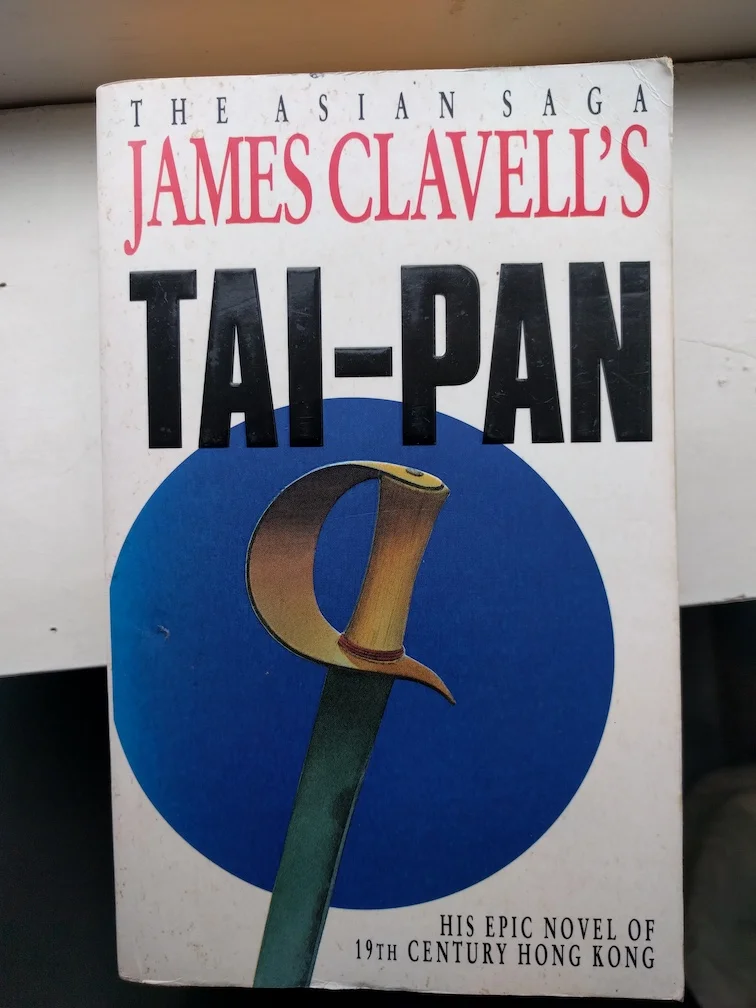 THE ASIAN SAGA
JAMES CLAVELL'S
TAI-PAN
HIS EPIC NOVEL OF
19TH CENTURY HONG KONG